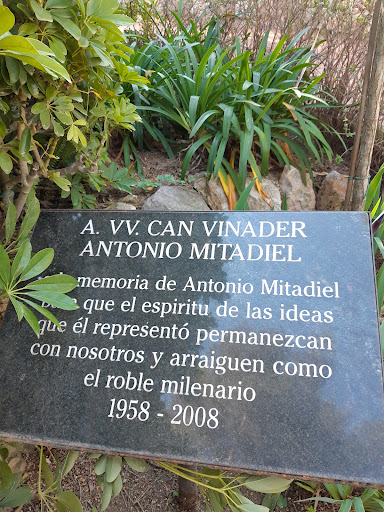 A. VV. CAN VINADER
ANTONIO MITADIEL
memoria de Antonio Mitadiel
que el espiritu de las ideas
que él representó permanezcan
con nosotros y arraiguen como
el roble milenario
1958 - 2008